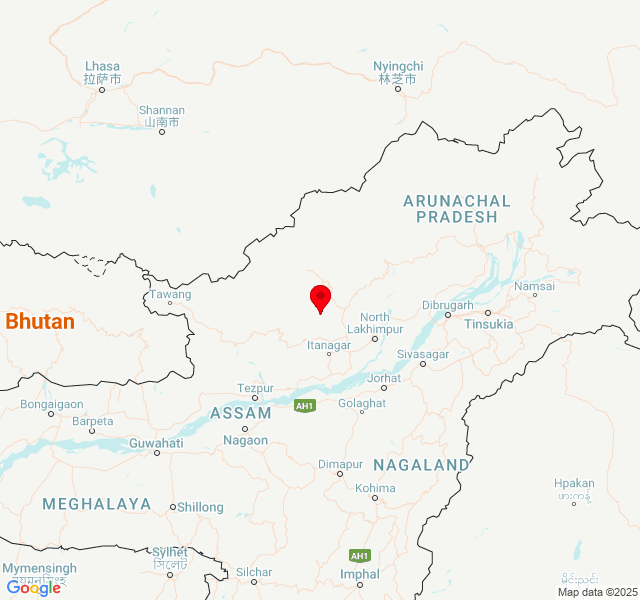 Lhasa
拉萨市
Nyingchi
林芝市
Shannan
山南市
ARUNACHAL
PRADESH
Tawang
Namsai
Bhutan
Dibrugarh
North
Lakhimpur
Tinsukia
Itanagar
Sivasagar
Tezpur
Jorhat
Bongaigaon
ASSAM
AH1
Golaghat
Barpeta
Nagaon
Guwahati
Dimapur
NAGALAND
Kohima
Hpakan
ဖားကန့်
MEGHALAYA
Shillong
AH1
Mymensingh
ময়মনসিংহ
Sylhet
সিলেট
Silchar
Imphal
Google
Map data ©2025